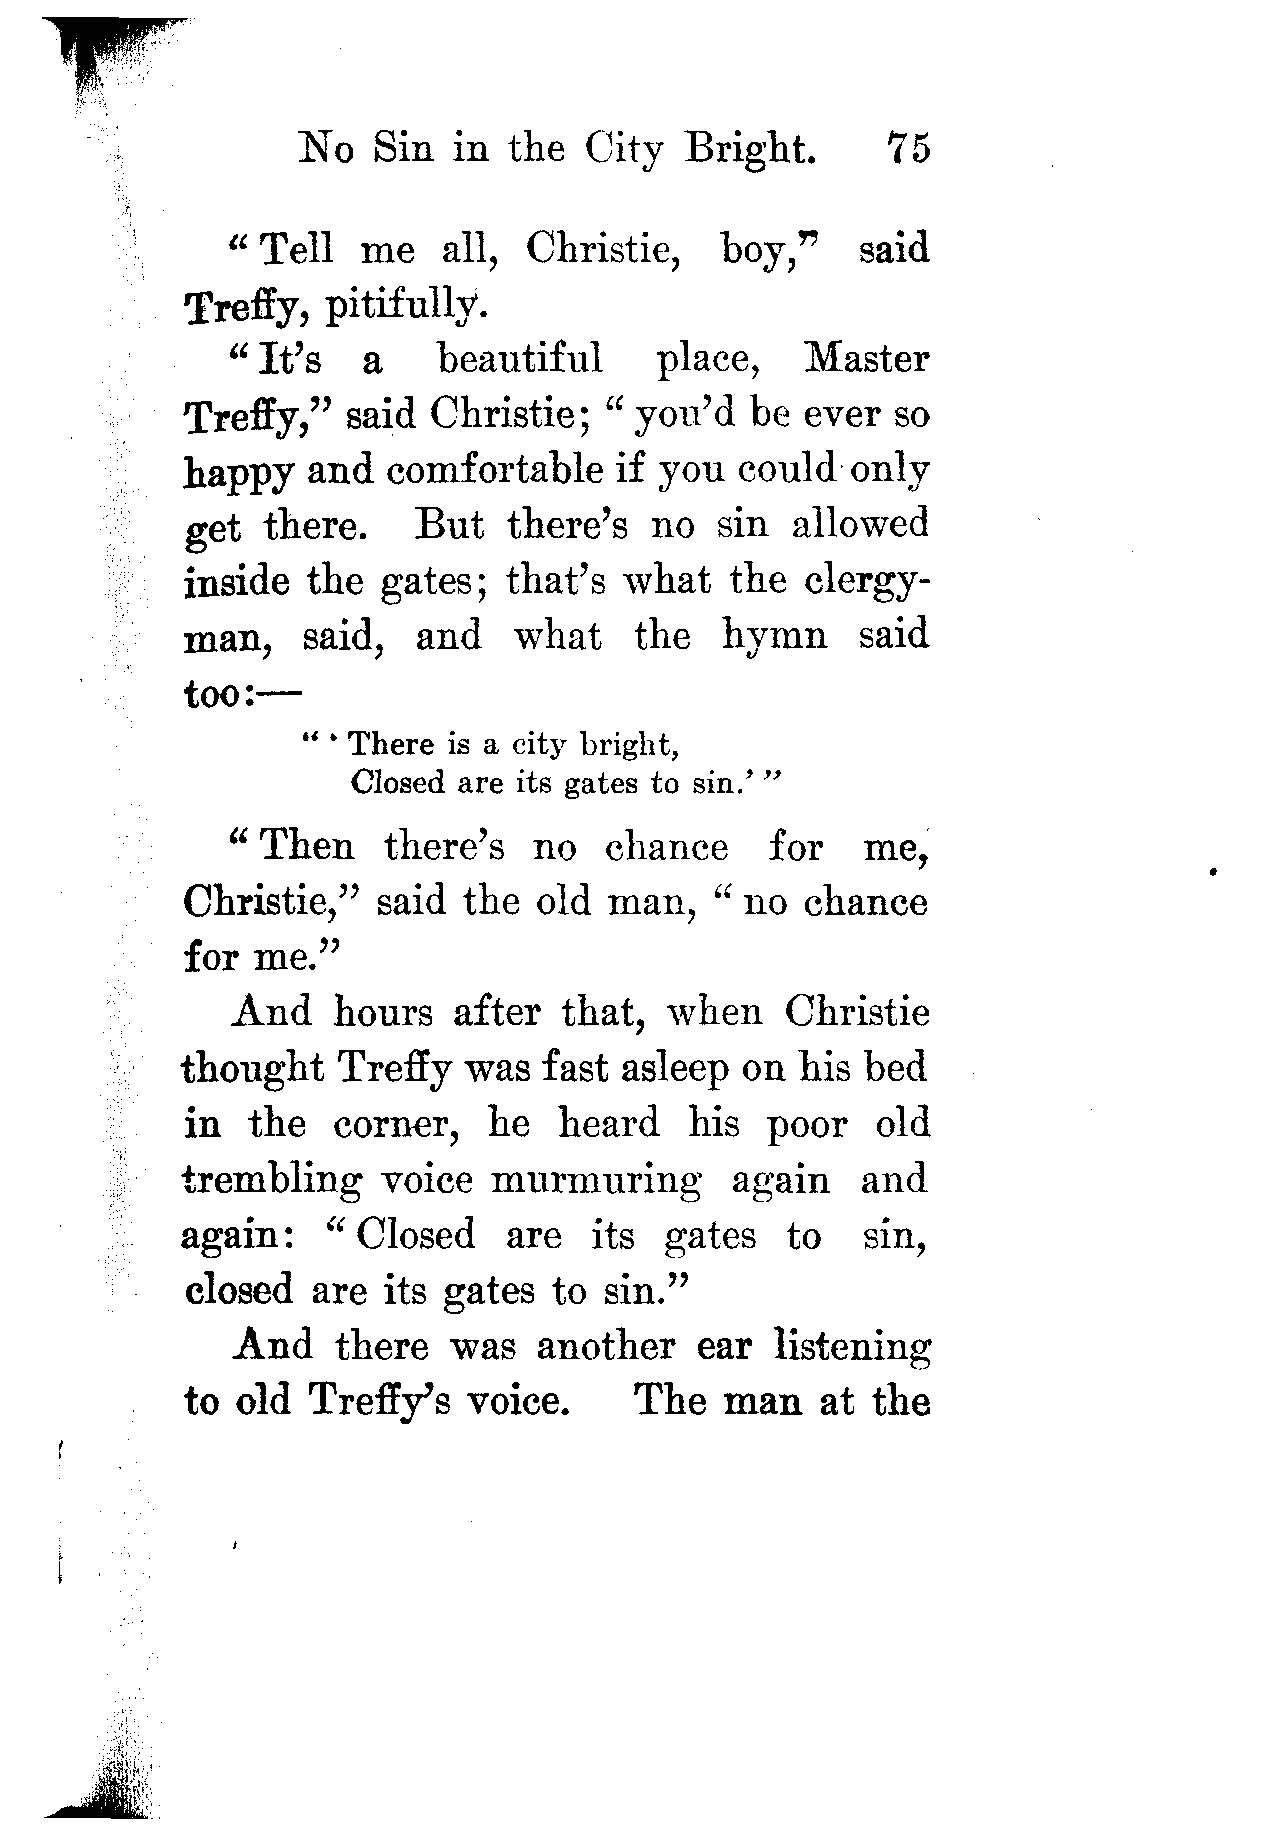 No Sin in the City Bright. 75
“ Tell me all, Christie, boy,” said
Treffy, pitifully.
“ It’s a beautiful place, Master
Treffy,” said Christie; “ you’d be ever so
happy and comfortable if you could only
get there. But there’s no sin allowed
inside the gates; that’s what the clergy-
man, said, and what the hymn said
too:—
“ ‘ There is a city bright,
Closed are its gates to sin.’ ”
“ Then there’s no chance for me,
Christie,” said the old man, “ no chance
for me.”
And hours after that, when Christie
thought Treffy was fast asleep on his bed
in the corner, he heard his poor old
trembling voice murmuring again and
again: “ Closed are its gates to sin,
closed are its gates to sin.”
And there was another ear listening
to old Treffy’s voice. The man at the